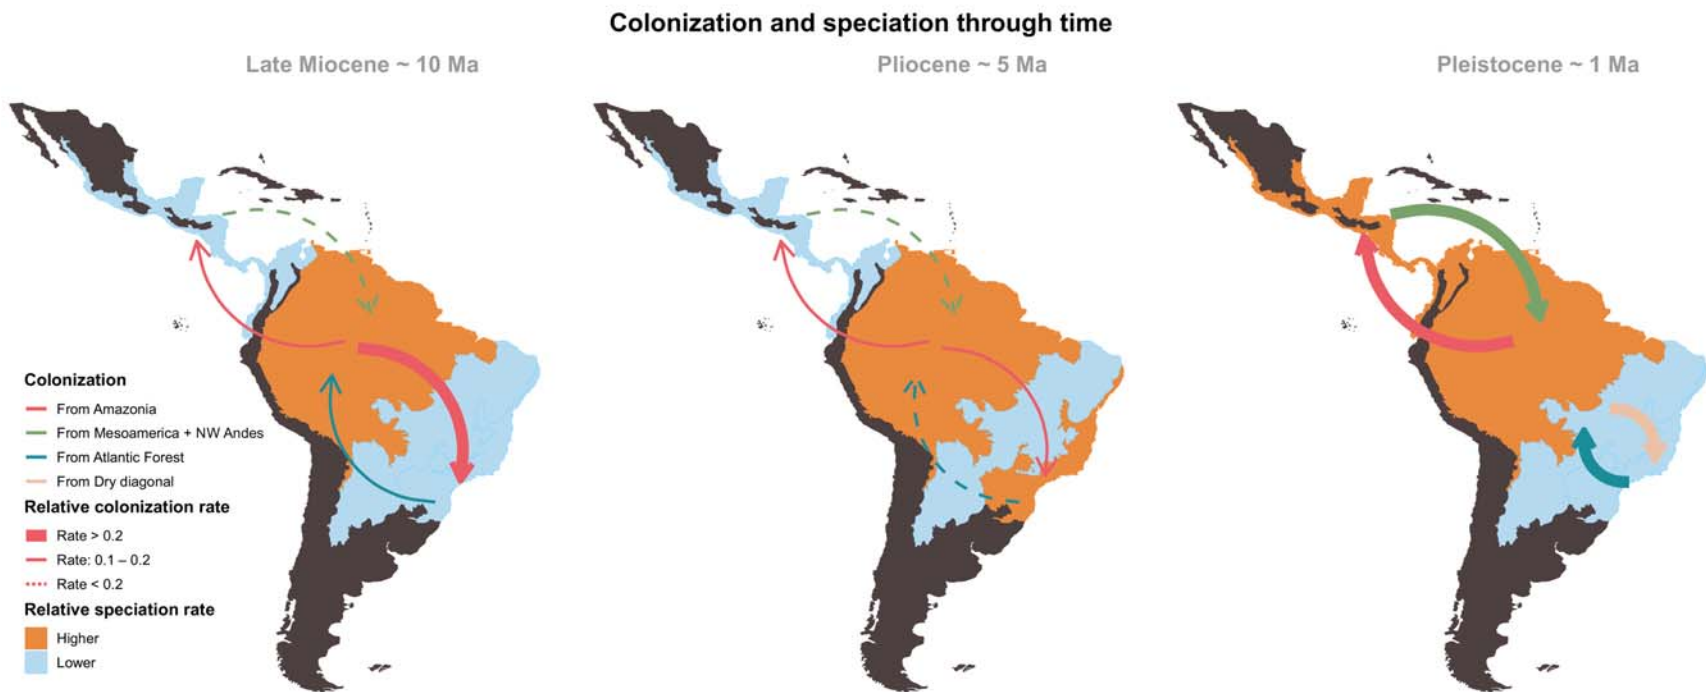 Colonization and speciation through time
Late Miocene ~ 10 Ma
Pliocene ~ 5 Ma
Pleistocene ~ 1 Ma
Colonization
From Amazonia
From Mesoamerica + NW Andes
From Atlantic Forest
From Dry diagonal
Relative colonization rate
Rate > 0.2
Rate: 0.1 – 0.2
Rate < 0.2
Relative speciation rate
Higher
Lower